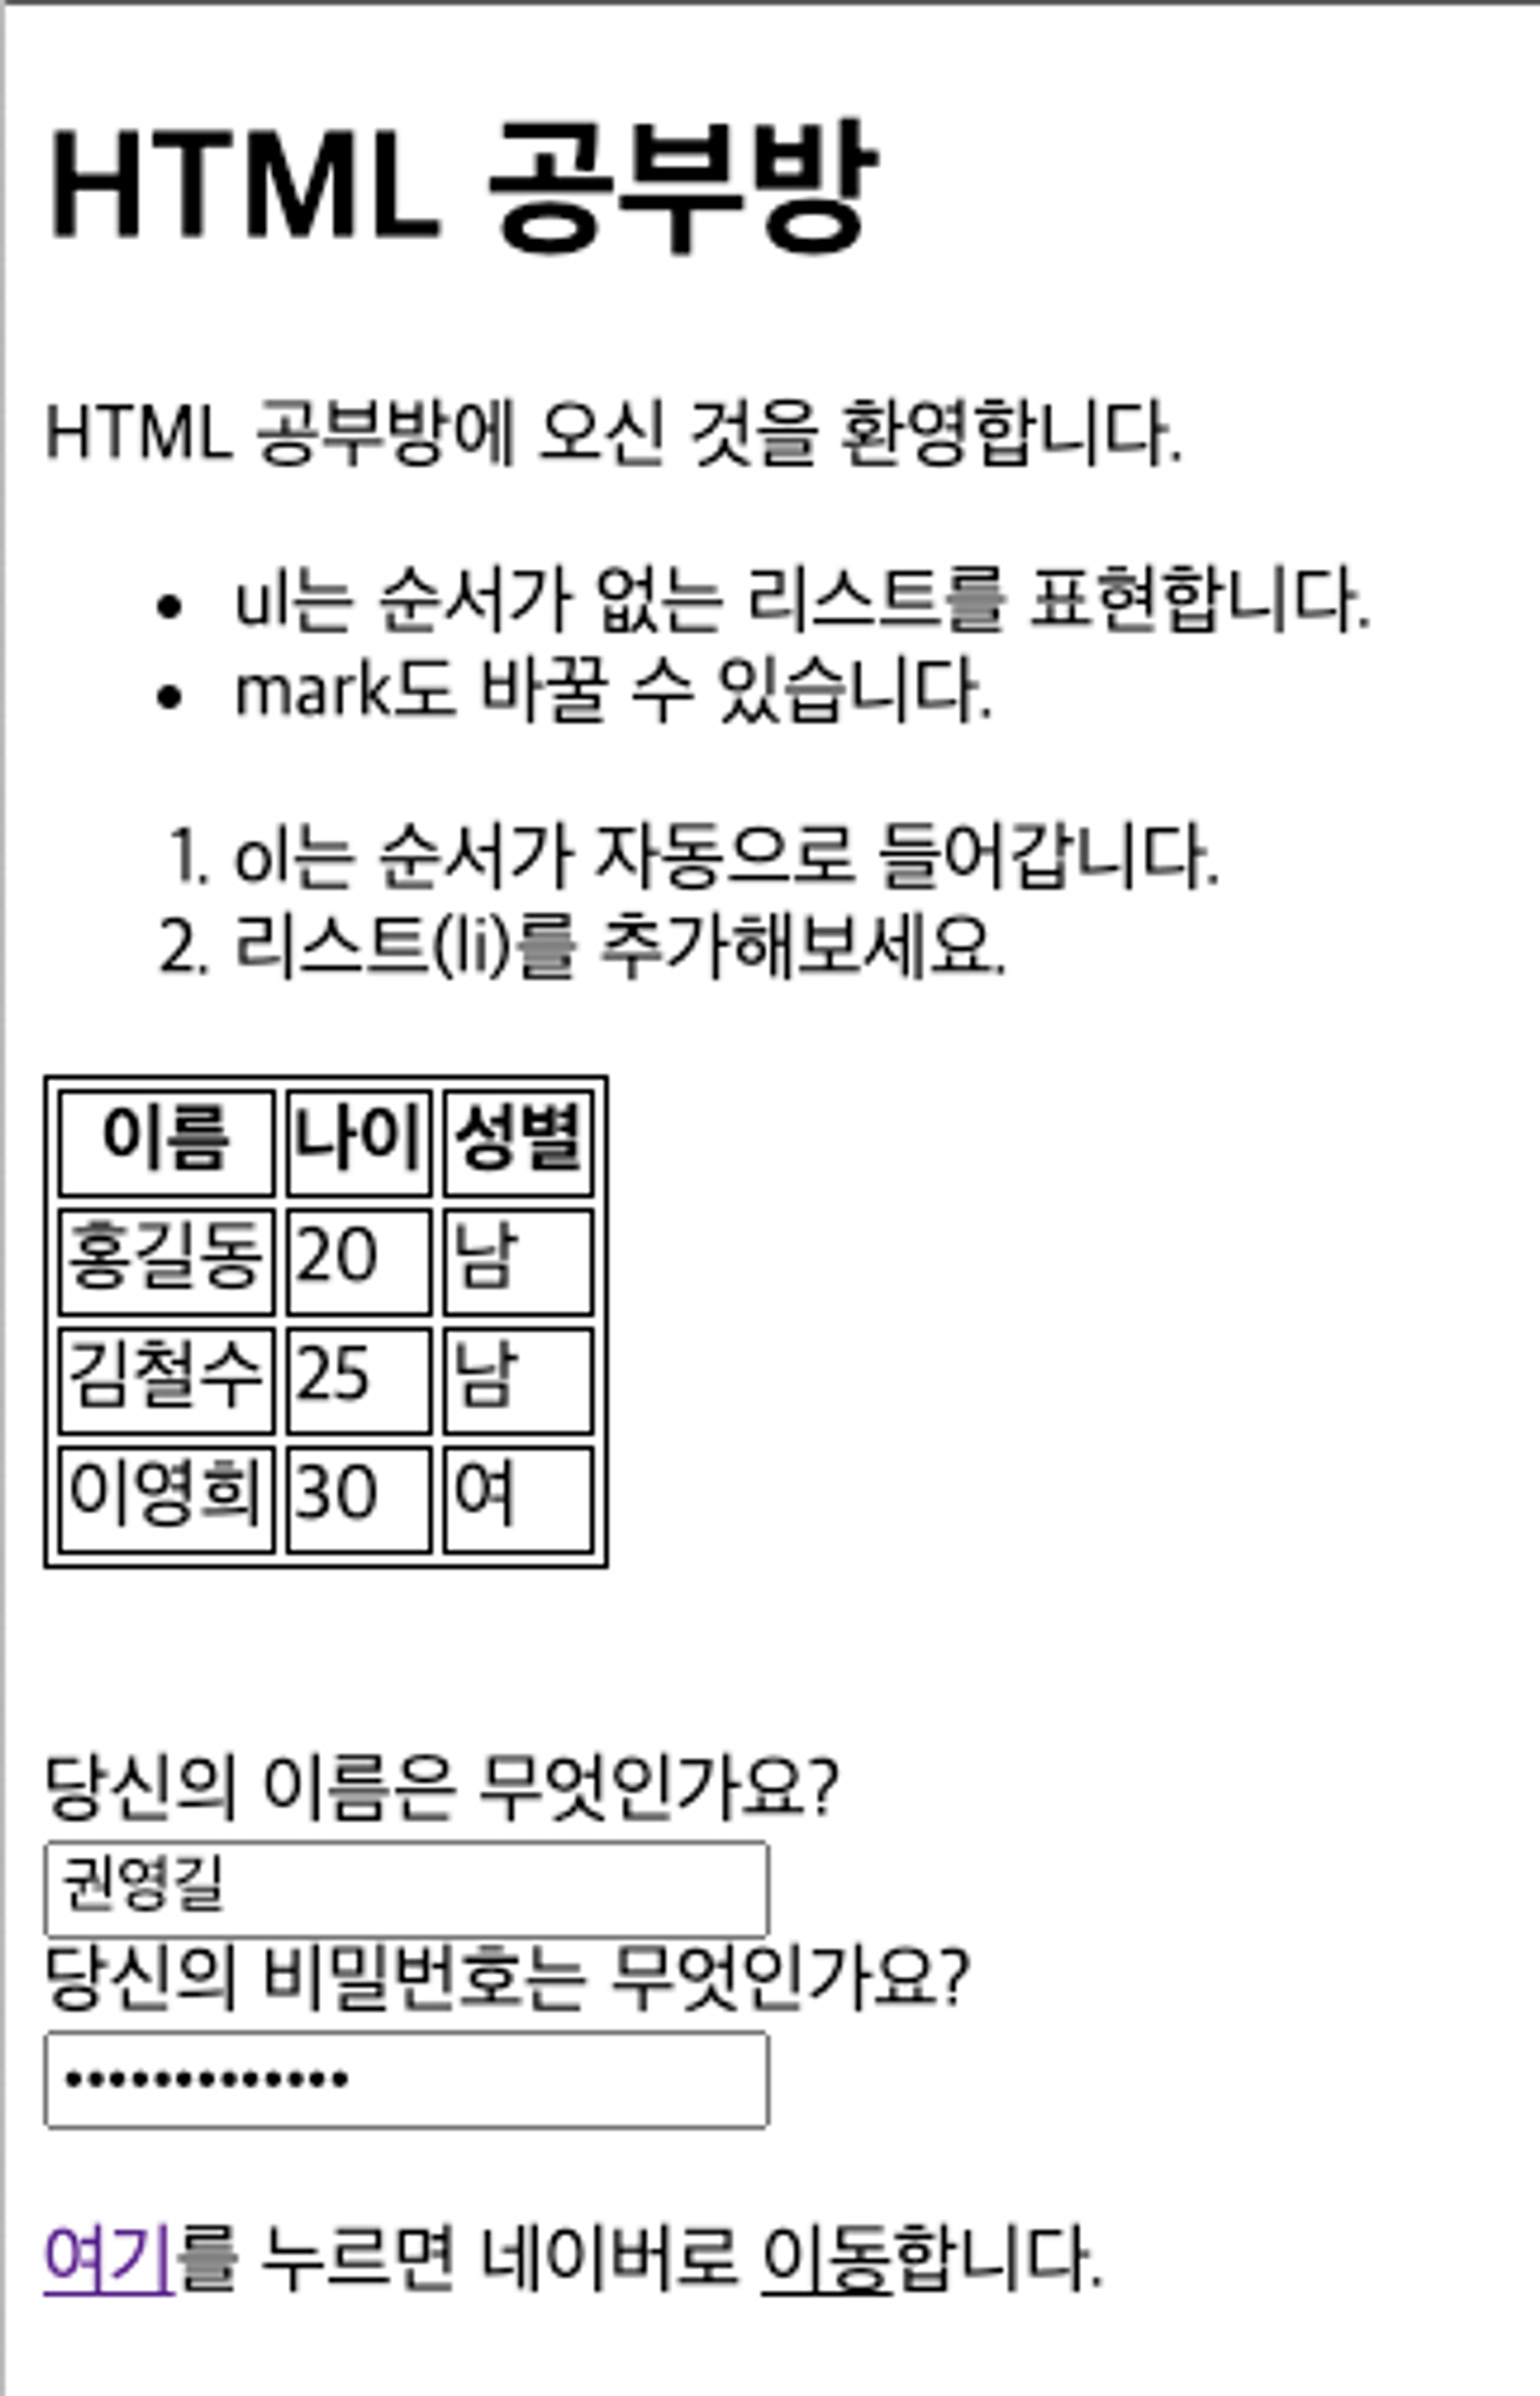 HTML 공부방
HTML 공부방에 오신 것을 환영합니다.
• ul는 순서가 없는 리스트를 표현합니다.
• mark도 바꿀 수 있습니다.
1. ol는 순서가 자동으로 들어갑니다.
2. 리스트(li)를 추가해보세요.
이름 나이 성별
홍길동 20 남
김철수 25 남
이영희 30 여
당신의 이름은 무엇인가요?
권영길
당신의 비밀번호는 무엇인가요?
•••••••••••••
여기를 누르면 네이버로 이동합니다.